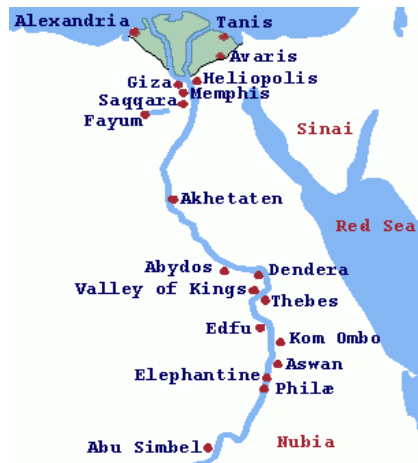 Alexandria
Tanis
Avaris
Giza
Heliopolis
Memphis
Saqqara
Fayum
Sinai
Akhetaten
Red Sea
Abydos
Dendera
Valley of Kings
Thebes
Edfu
Kom Ombo
Aswan
Elephantine
Philæ
Abu Simbel
Nubia